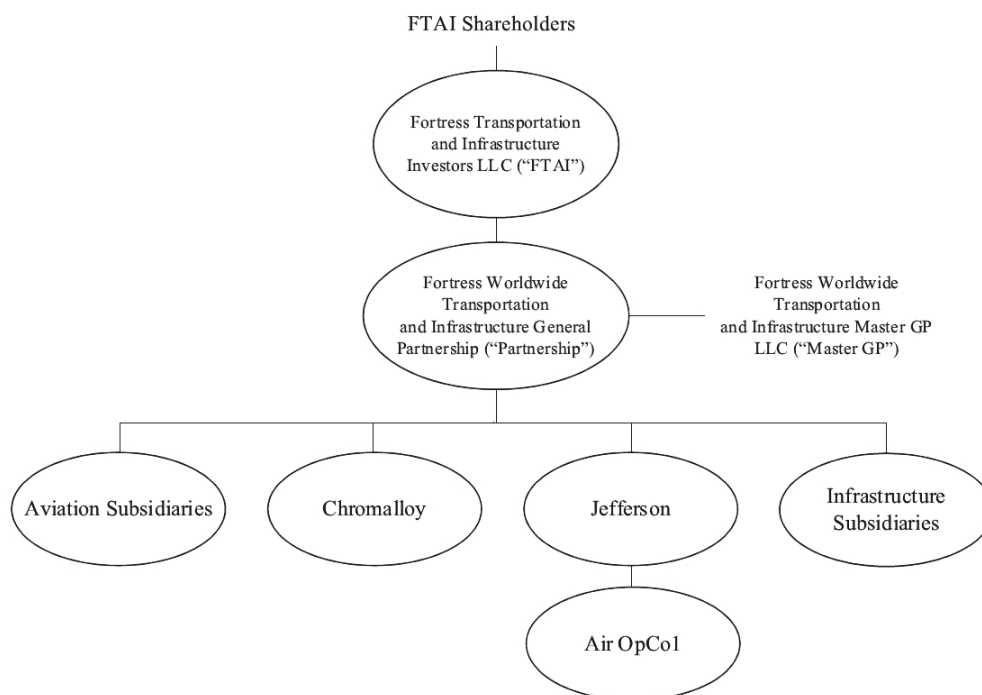 FTAI Shareholders
Fortress Transportation
and Infrastructure
Investors LLC (“FTAI”)
Fortress Worldwide
Transportation
and Infrastructure General
Partnership (“Partnership”)
Fortress Worldwide
Transportation
and Infrastructure Master GP
LLC (“Master GP”)
Aviation Subsidiaries
Chromalloy
Jefferson
Infrastructure
Subsidiaries
Air OpCo1